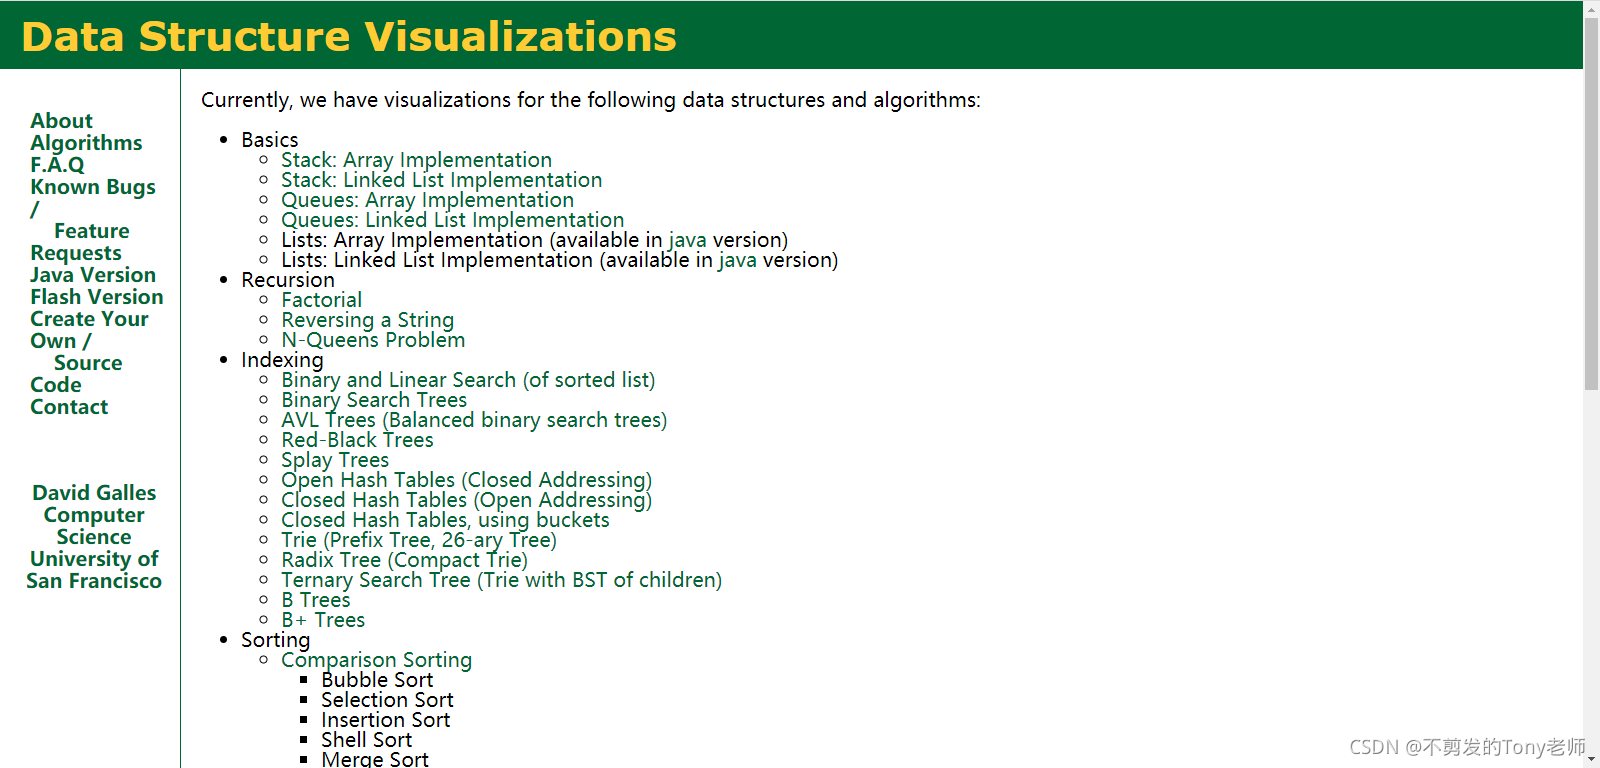 Data Structure Visualizations
About
Algorithms
F.A.Q
Known Bugs
/
Feature
Requests
Java Version
Flash Version
Create Your
Own /
Source
Code
Contact
David Galles
Computer
Science
University of
San Francisco
Currently, we have visualizations for the following data structures and algorithms:
Basics
Stack: Array Implementation
Stack: Linked List Implementation
Queues: Array Implementation
Queues: Linked List Implementation
Lists: Array Implementation (available in java version)
Lists: Linked List Implementation (available in java version)
Recursion
Factorial
Reversing a String
N-Queens Problem
Indexing
Binary and Linear Search (of sorted list)
Binary Search Trees
AVL Trees (Balanced binary search trees)
Red-Black Trees
Splay Trees
Open Hash Tables (Closed Addressing)
Closed Hash Tables (Open Addressing)
Closed Hash Tables, using buckets
Trie (Prefix Tree, 26-ary Tree)
Radix Tree (Compact Trie)
Ternary Search Tree (Trie with BST of children)
B Trees
B+ Trees
Sorting
Comparison Sorting
Bubble Sort
Selection Sort
Insertion Sort
Shell Sort
Merge Sort
CSDN @不剪发的Tony老师